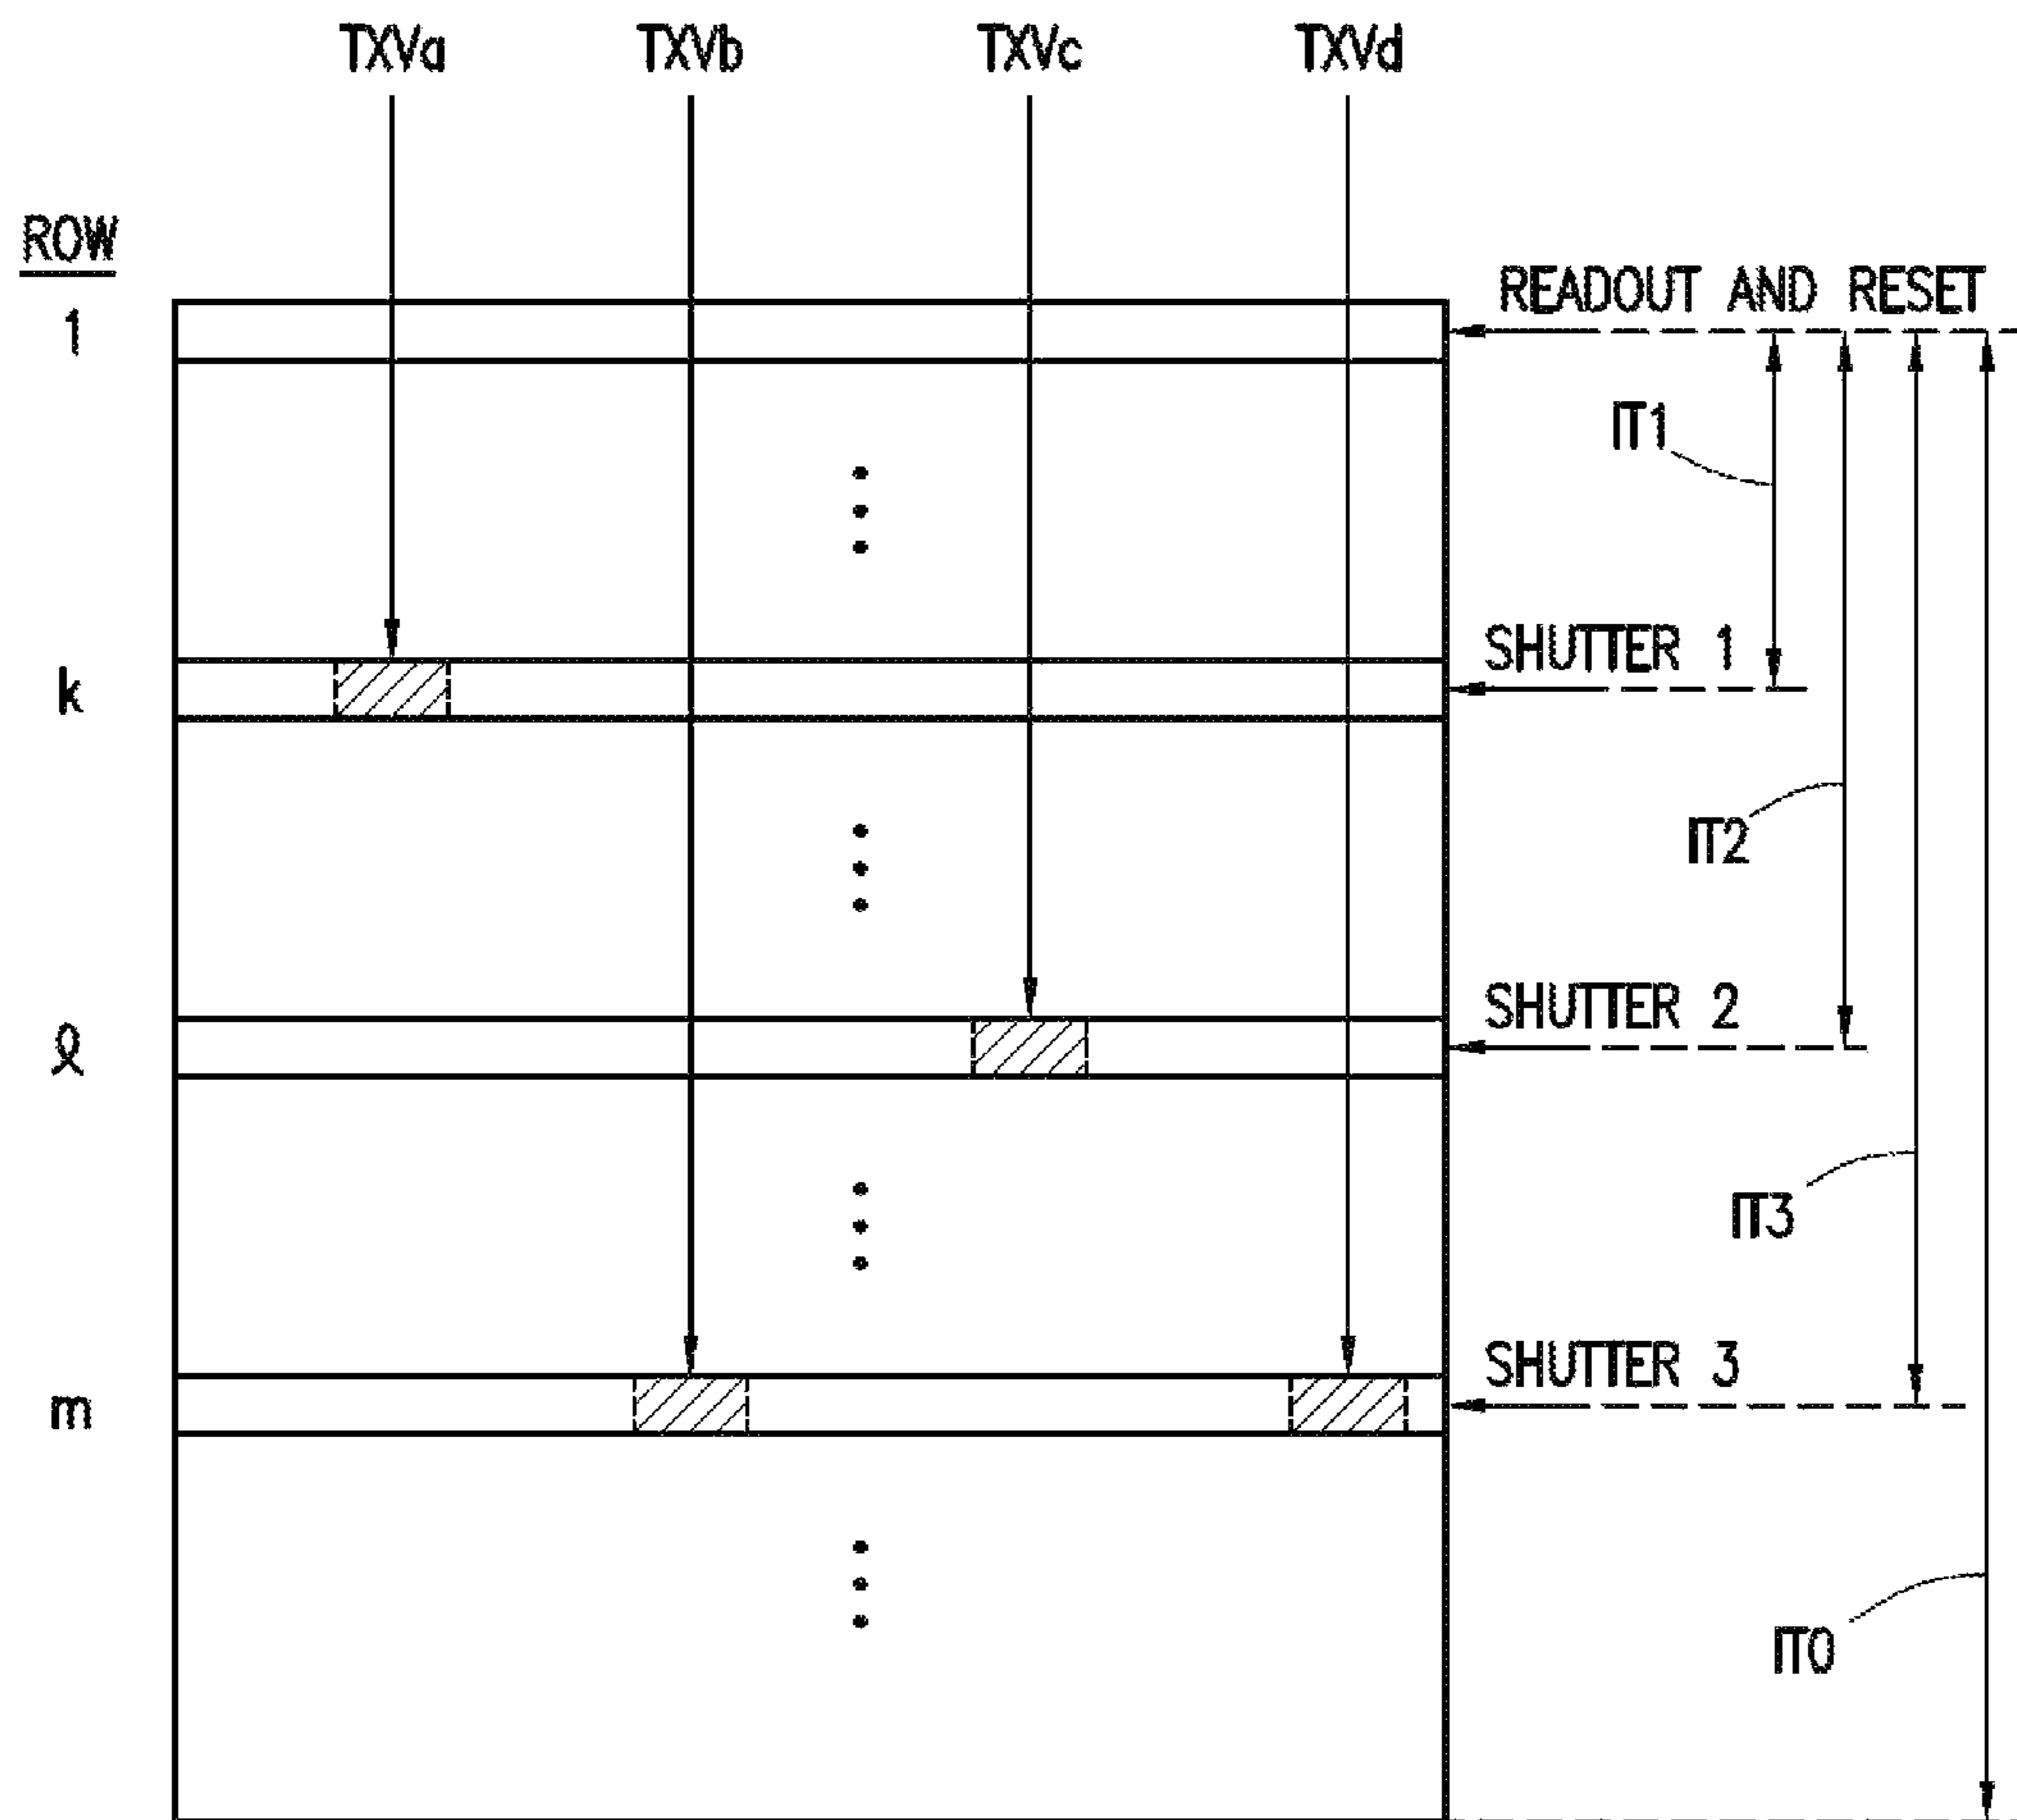 TXVa TXVb TXVc TXVd
ROW
READOUT AND RESET
1
IT1
SHUTTER 1
k
IT2
SHUTTER 2
ℓ
IT3
SHUTTER 3
m
IT0